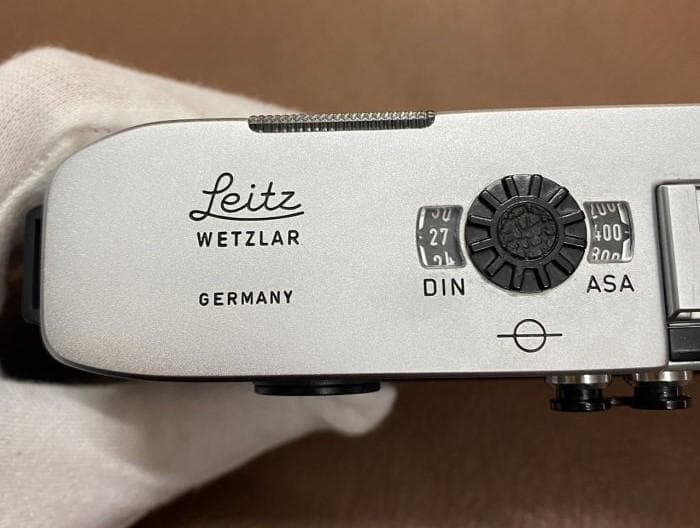 Leitz
WETZLAR
GERMANY
27
DIN
400
ASA